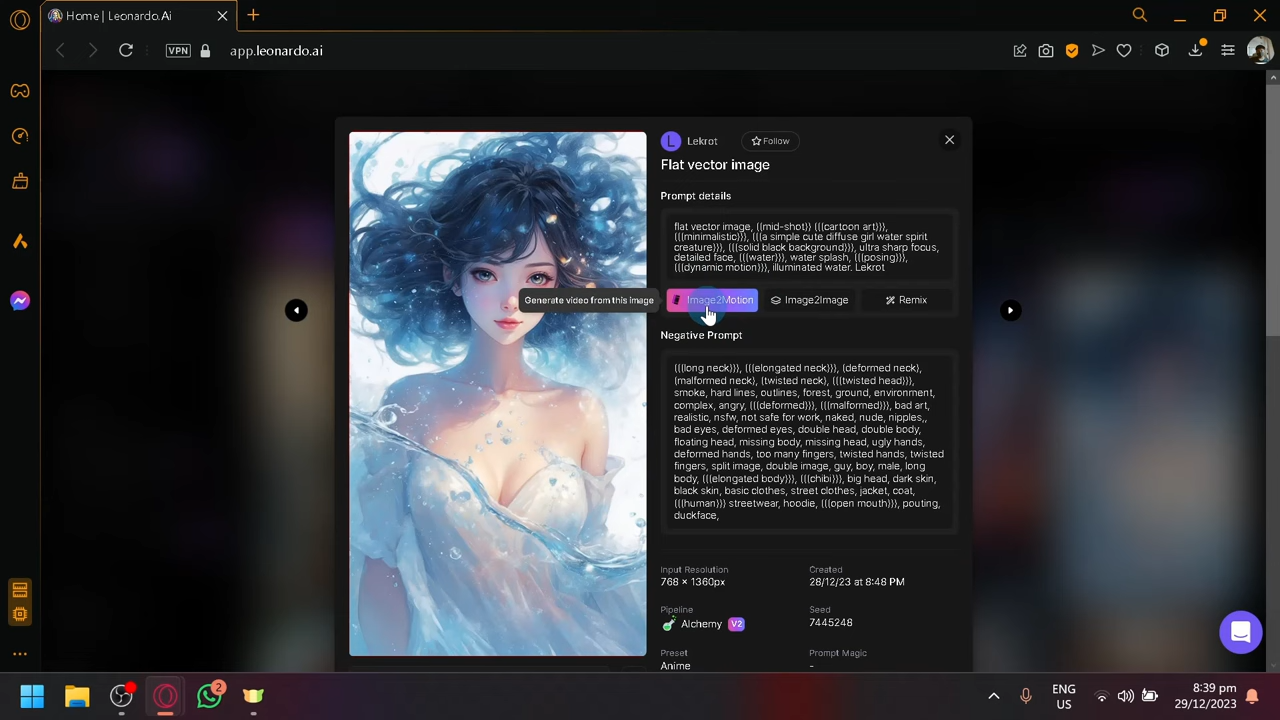 Home | Leonardo.Ai
VPN
app.leonardo.ai
L Lekrot
Follow
Flat vector image
Prompt details
flat vector image, ((mid-shot)) (((cartoon art))),
(((minimalistic))), (((a simple cute diffuse girl water spirit
creature))), (((solid black background))), ultra sharp focus,
detailed face, (((water))), water splash, (((posing))),
(((dynamic motion))), illuminated water. Lekrot
Generate video from this image
Image2Motion
Image2Image
Remix
Negative Prompt
(((long neck))), (((elongated neck))), (deformed neck),
(malformed neck), (twisted neck), (((twisted head))),
smoke, hard lines, outlines, forest, ground, environment,
complex, angry, (((deformed))), (((malformed))), bad art,
realistic, nsfw, not safe for work, naked, nude, nipples,,
bad eyes, deformed eyes, double head, double body,
floating head, missing body, missing head, ugly hands,
deformed hands, too many fingers, twisted hands, twisted
fingers, split image, double image, guy, boy, male, long
body, (((elongated body))), (((chibi))), big head, dark skin,
black skin, basic clothes, street clothes, jacket, coat,
(((human))) streetwear, hoodie, (((open mouth))), pouting,
duckface,
Input Resolution
768 × 1360px
Created
28/12/23 at 8:48 PM
Pipeline
Alchemy V2
Seed
7445248
Preset
Anime
Prompt Magic
-
2
ENG
US
8:39 pm
29/12/2023